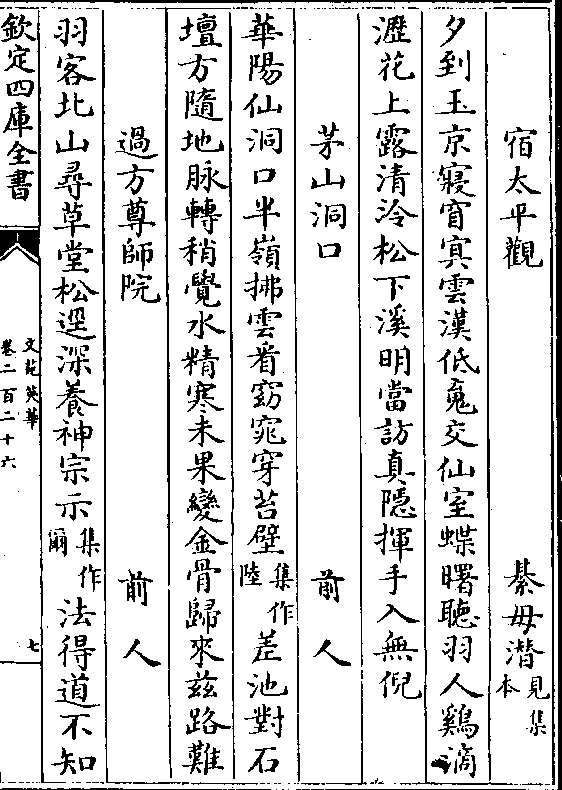 宿太平觀　綦毋潛見集本
夕到玉京寢窅冥雲漢低䰟交仙室蝶曙聽羽人鷄滴
瀝花上露清泠松下溪明當訪真隱揮手入無倪
茅山洞口　前人
華陽仙洞口半嶺拂雲看窈窕穿苔壁集作陸差池對石
壇方隨地脉轉稍覺水精寒未果變金骨歸來兹路難
過方尊師院　前人
羽客北山尋草堂松逕深養神宗示集作爾法得道不知
欽定四庫全書
文苑英華
卷二百二十六
七